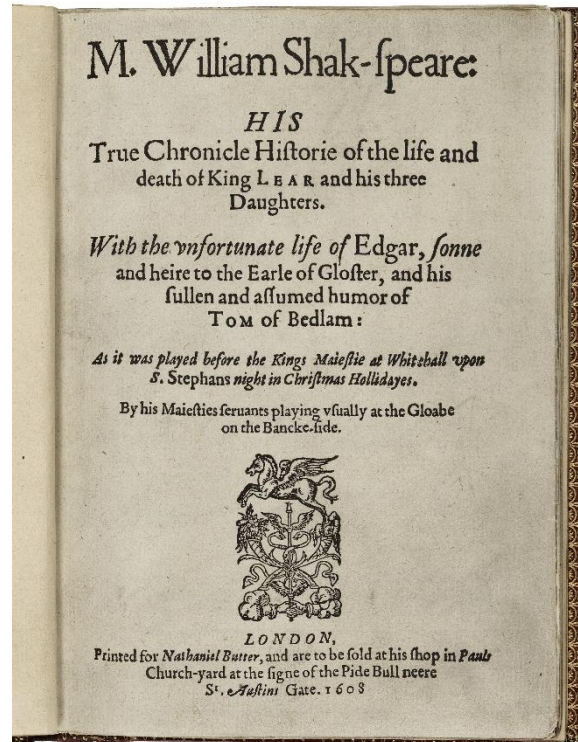 M. William Shak-ſpeare:
HIS
True Chronicle Hiſtorie of the life and
death of King LEAR and his three
Daughters.
With the vnfortunate life of Edgar, ſonne
and heire to the Earle of Gloſter, and his
ſullen and aſſumed humor of
TOM of Bedlam:
As it was played before the Kings Maieſtie at Whitehall vpon
S. Stephans night in Chriſtmas Hollidayes.
By his Maieſties ſeruants playing vſually at the Gloabe
on the Bancke-ſide.
LONDON,
Printed for Nathaniel Butter, and are to be ſold at his ſhop in Pauls
Church-yard at the ſigne of the Pide Bull neere
Sᵗ. Auſtins Gate. 1608